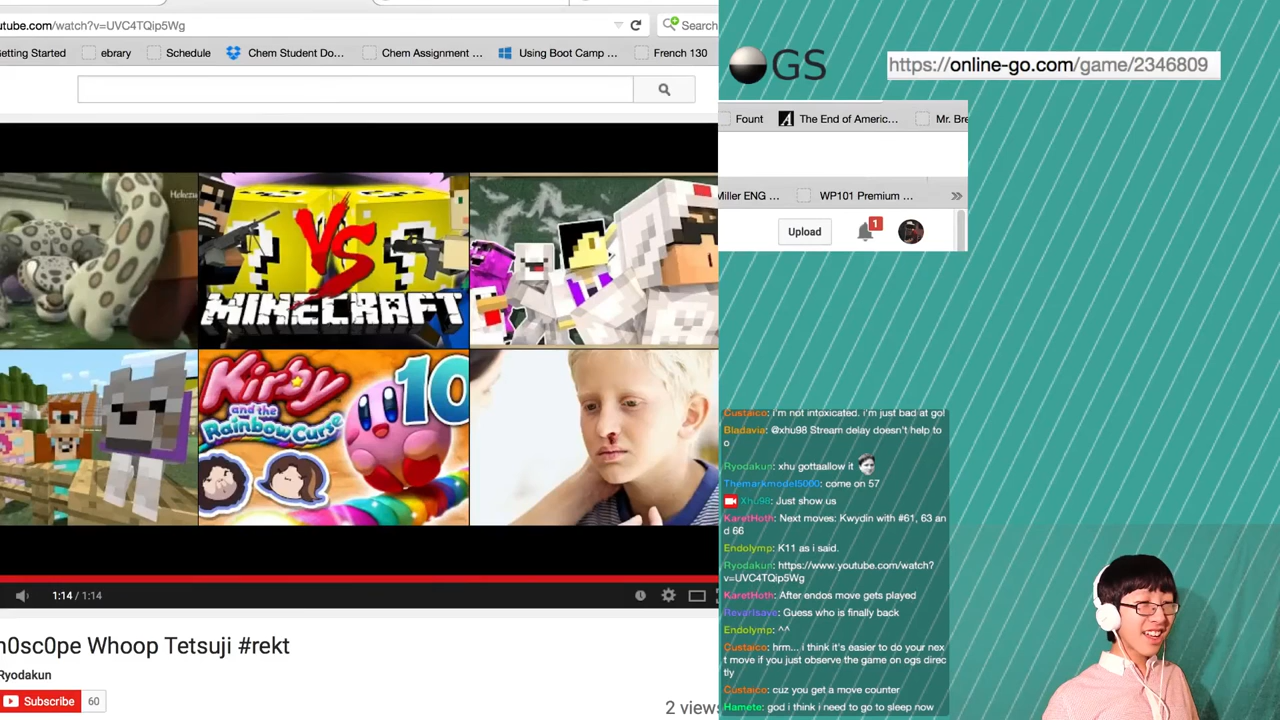 utube.com/watch?v=UVC4TQip5Wg
Search
Getting Started
ebrary
Schedule
Chem Student Do...
Chem Assignment ...
Using Boot Camp ...
French 130
Hekezu
VS
MINECRAFT
Kirby
and the
Rainbow Curse
10
1:14 / 1:14
n0sc0pe Whoop Tetsuji #rekt
Ryodakun
Subscribe 60
2 views
GS
https://online-go.com/game/2346809
Fount
The End of Americ...
Mr. Bre
Miller ENG ...
WP101 Premium ...
Upload
1
Custaico: i'm not intoxicated. i'm just bad at go!
Bladavia: @xhu98 Stream delay doesn't help to
o
Ryodakun: xhu gottaallow it
Themarkmodel5000: come on 57
Xhu98: Just show us
KaretHoth: Next moves: Kwydin with #61, 63 an
d 66
Endolymp: K11 as i said.
Ryodakun: https://www.youtube.com/watch?
v=UVC4TQip5Wg
KaretHoth: After endos move gets played
RevarIsaye: Guess who is finally back
Endolymp: ^^
Custaico: hrm... i think it's easier to do your nex
t move if you just observe the game on ogs direc
tly
Custaico: cuz you get a move counter
Hamete: god i think i need to go to sleep now